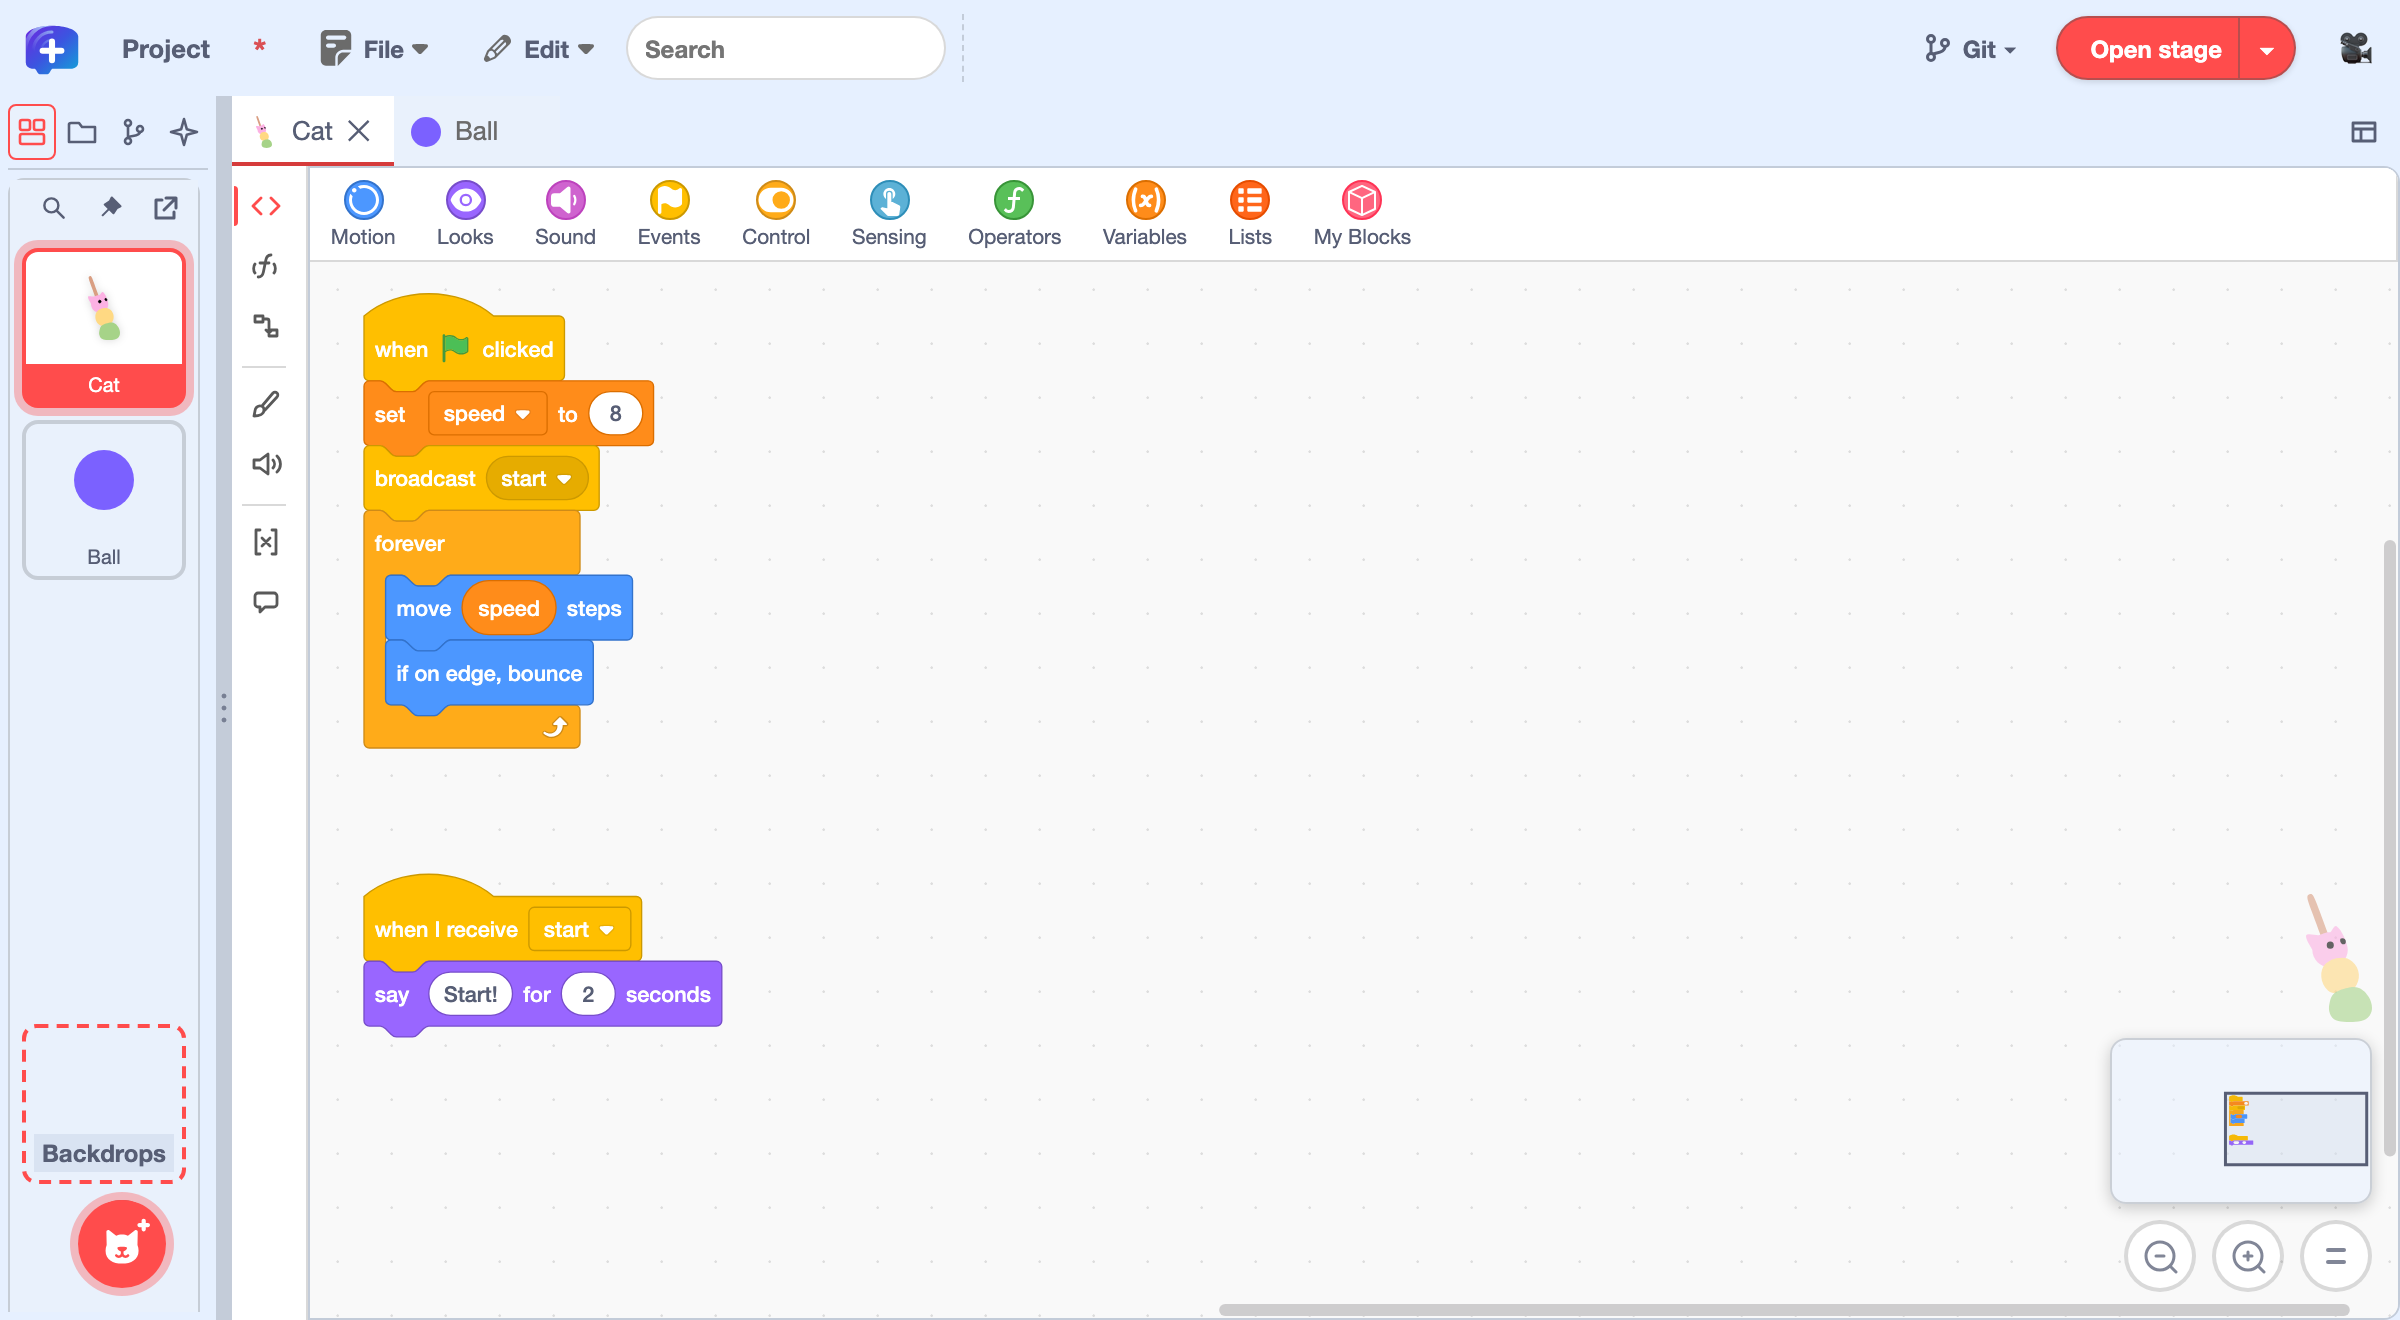 Project * File Edit Search Git Open stage
Cat Ball
Motion Looks Sound Events Control Sensing Operators Variables Lists My Blocks
Cat
Ball
Backdrops
when clicked
set speed to 8
broadcast start
forever
move speed steps
if on edge, bounce
when I receive start
say Start! for 2 seconds